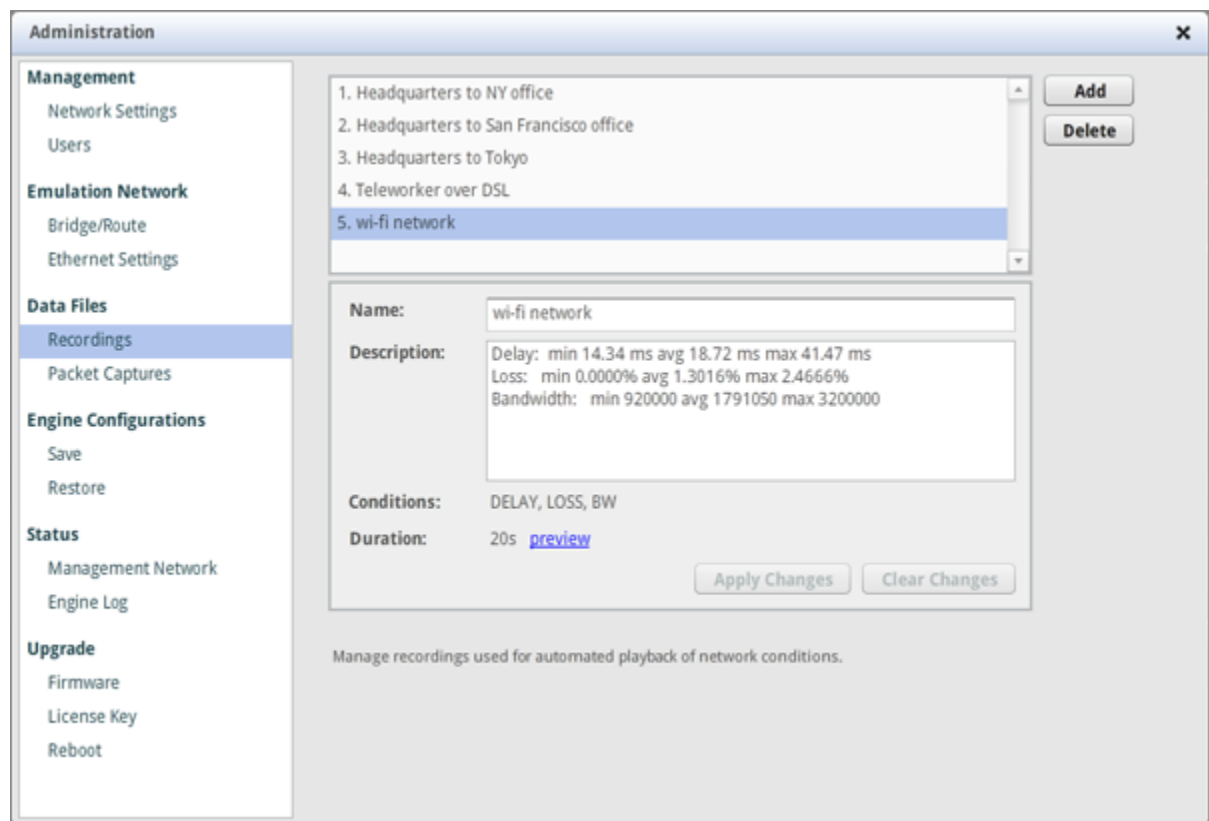 Administration
Management
Network Settings
Users
Emulation Network
Bridge/Route
Ethernet Settings
Data Files
Recordings
Packet Captures
Engine Configurations
Save
Restore
Status
Management Network
Engine Log
Upgrade
Firmware
License Key
Reboot
1. Headquarters to NY office
2. Headquarters to San Francisco office
3. Headquarters to Tokyo
4. Teleworker over DSL
5. wi-fi network
Add
Delete
Name: wi-fi network
Description: Delay: min 14.34 ms avg 18.72 ms max 41.47 ms
Loss: min 0.0000% avg 1.3016% max 2.4666%
Bandwidth: min 920000 avg 1791050 max 3200000
Conditions: DELAY, LOSS, BW
Duration: 20s preview
Apply Changes Clear Changes
Manage recordings used for automated playback of network conditions.